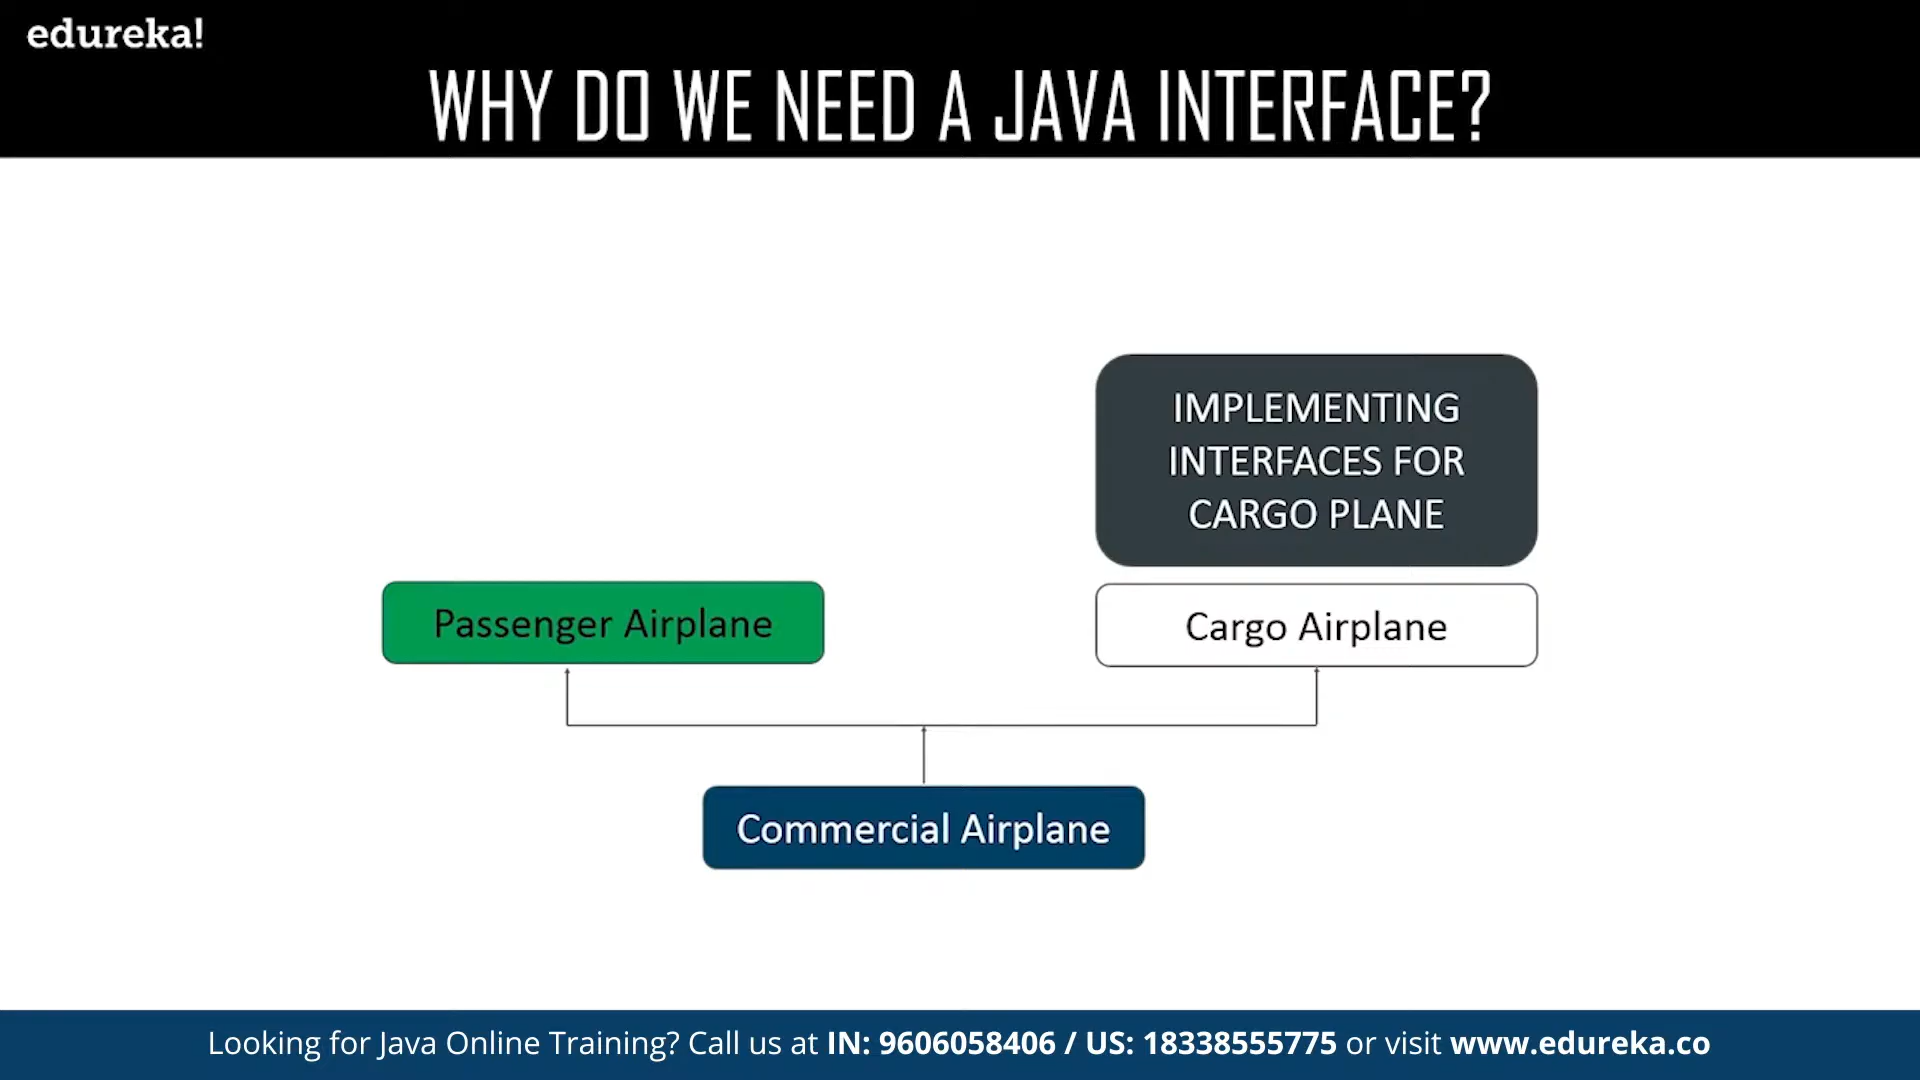 edureka!
WHY DO WE NEED A JAVA INTERFACE?
IMPLEMENTING
INTERFACES FOR
CARGO PLANE
Passenger Airplane
Cargo Airplane
Commercial Airplane
Looking for Java Online Training? Call us at IN: 9606058406 / US: 18338555775 or visit www.edureka.co